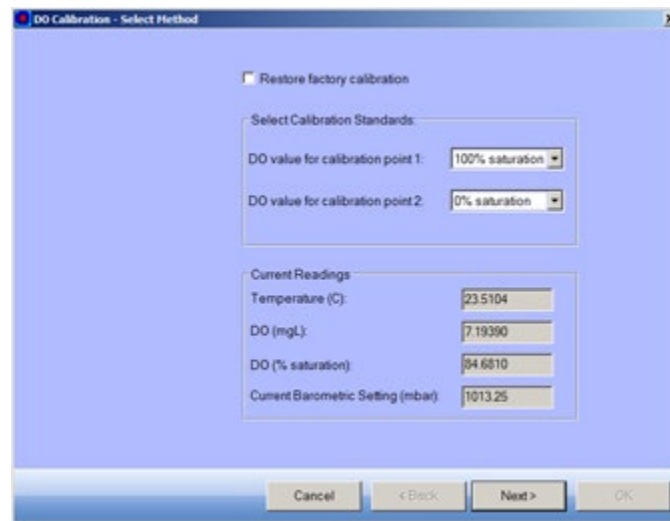 DO Calibration - Select Method
Restore factory calibration
Select Calibration Standards:
DO value for calibration point 1: 100% saturation
DO value for calibration point 2: 0% saturation
Current Readings
Temperature (C): 23.5104
DO (mgL): 7.19390
DO (% saturation): 84.6810
Current Barometric Setting (mbar): 1013.25
Cancel < Back Next > OK